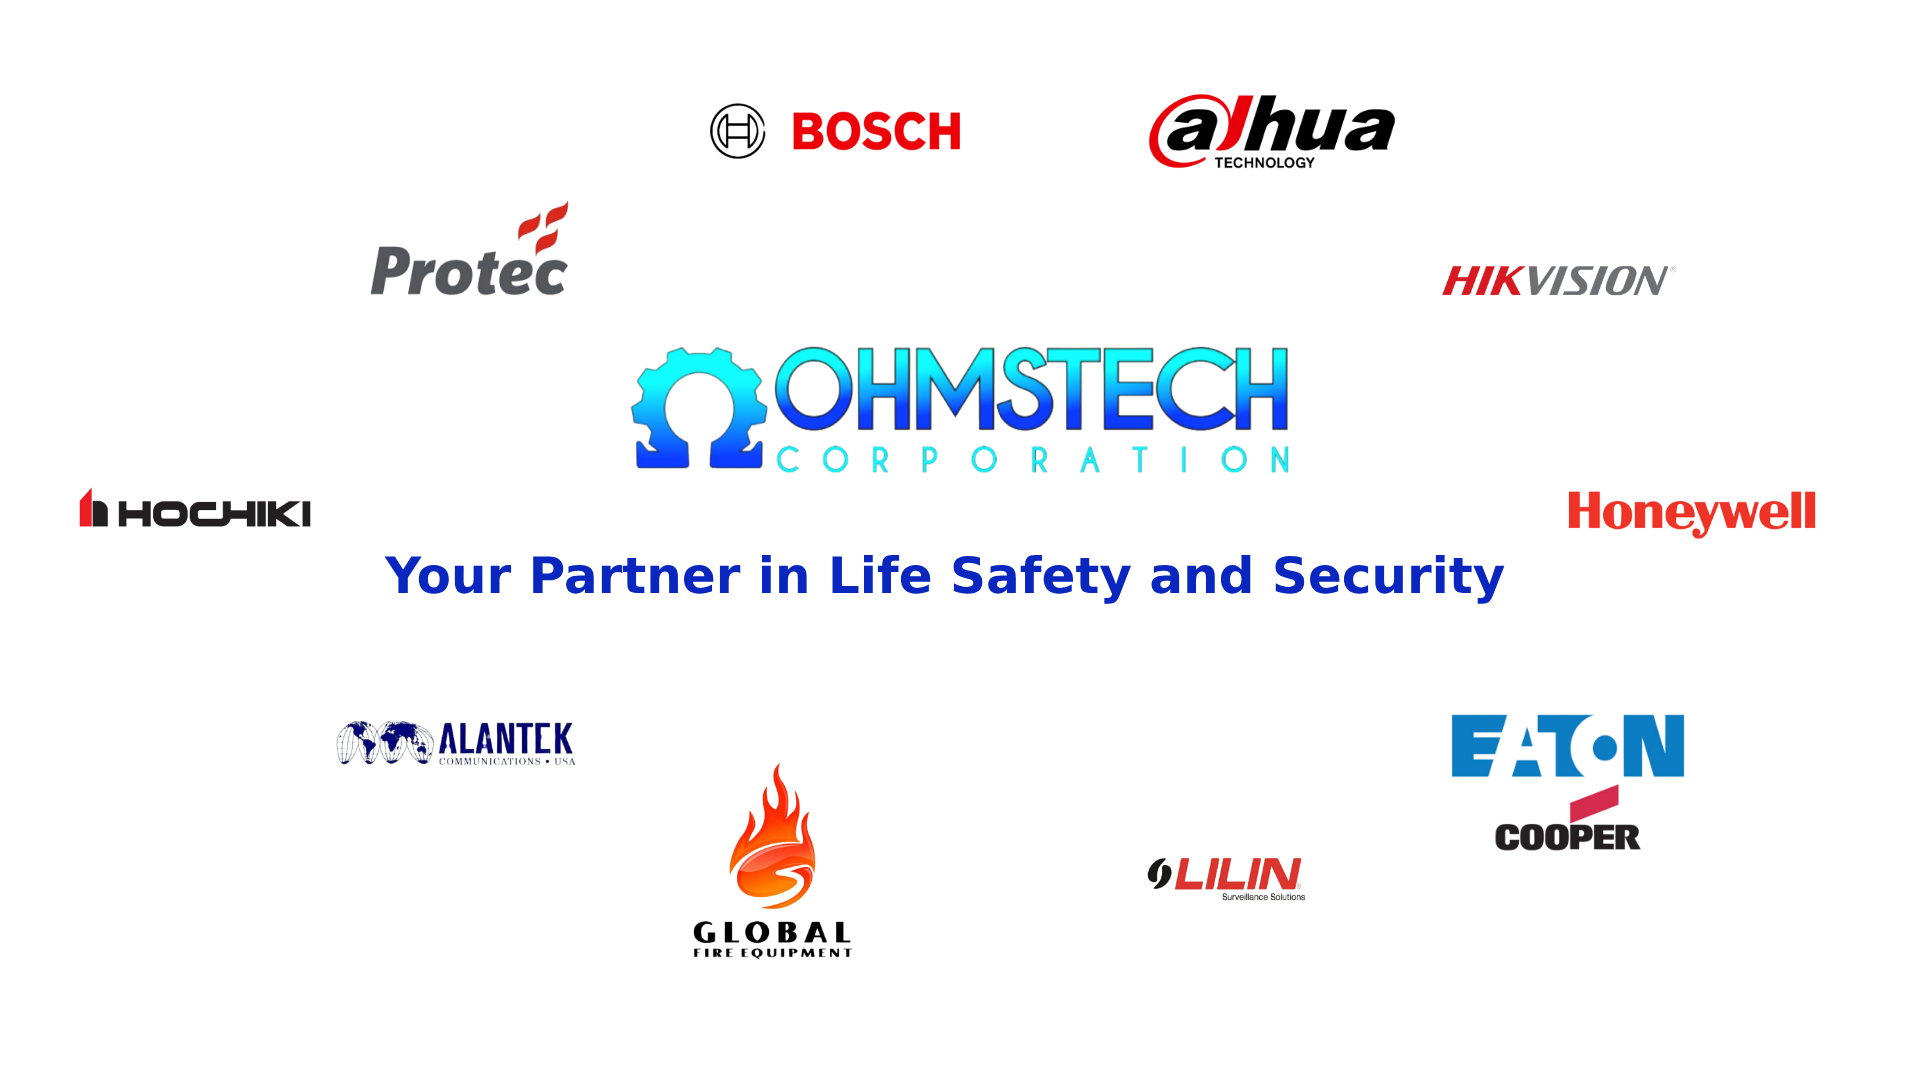 BOSCH
alhua
TECHNOLOGY
Protec
HIKVISION®
OHMSTECH
CORPORATION
HOCHIKI
Honeywell
Your Partner in Life Safety and Security
ALANTEK
COMMUNICATIONS • USA
EATON
COOPER
LILIN
Surveillance Solutions
GLOBAL
FIRE EQUIPMENT